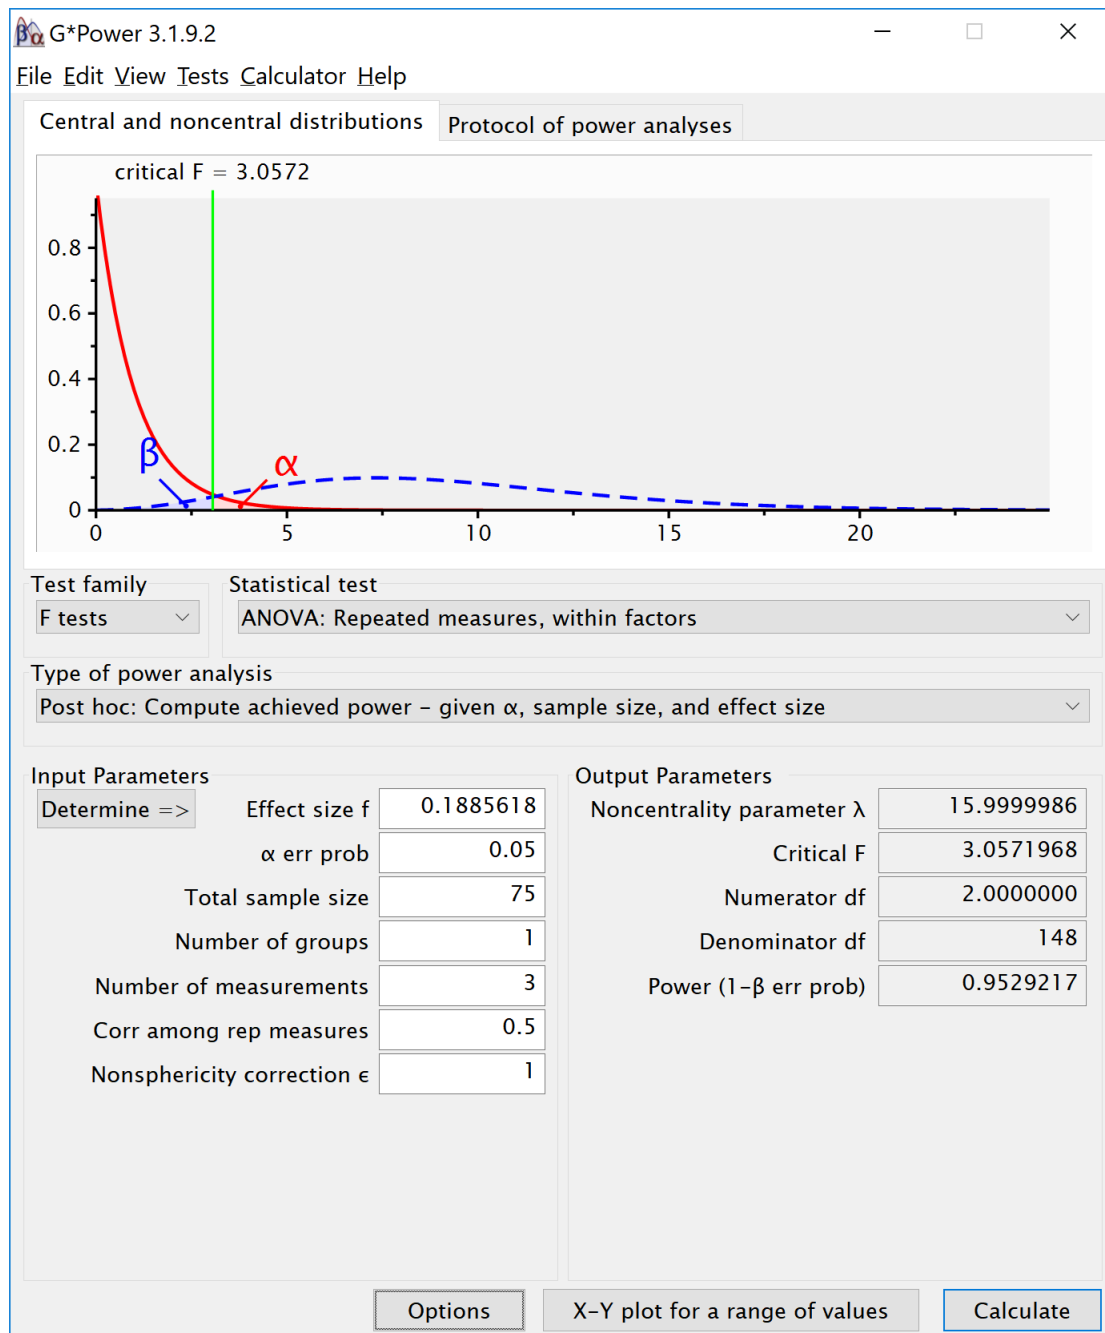 G*Power 3.1.9.2
File Edit View Tests Calculator Help
Central and noncentral distributions
Protocol of power analyses
critical F = 3.0572
0.8
0.6
0.4
0.2
0
β
α
0 5 10 15 20
Test family
Statistical test
F tests
ANOVA: Repeated measures, within factors
Type of power analysis
Post hoc: Compute achieved power – given α, sample size, and effect size
Input Parameters
Determine =>
Effect size f 0.1885618
α err prob 0.05
Total sample size 75
Number of groups 1
Number of measurements 3
Corr among rep measures 0.5
Nonsphericity correction ϵ 1
Output Parameters
Noncentrality parameter λ 15.9999986
Critical F 3.0571968
Numerator df 2.0000000
Denominator df 148
Power (1–β err prob) 0.9529217
Options
X–Y plot for a range of values
Calculate